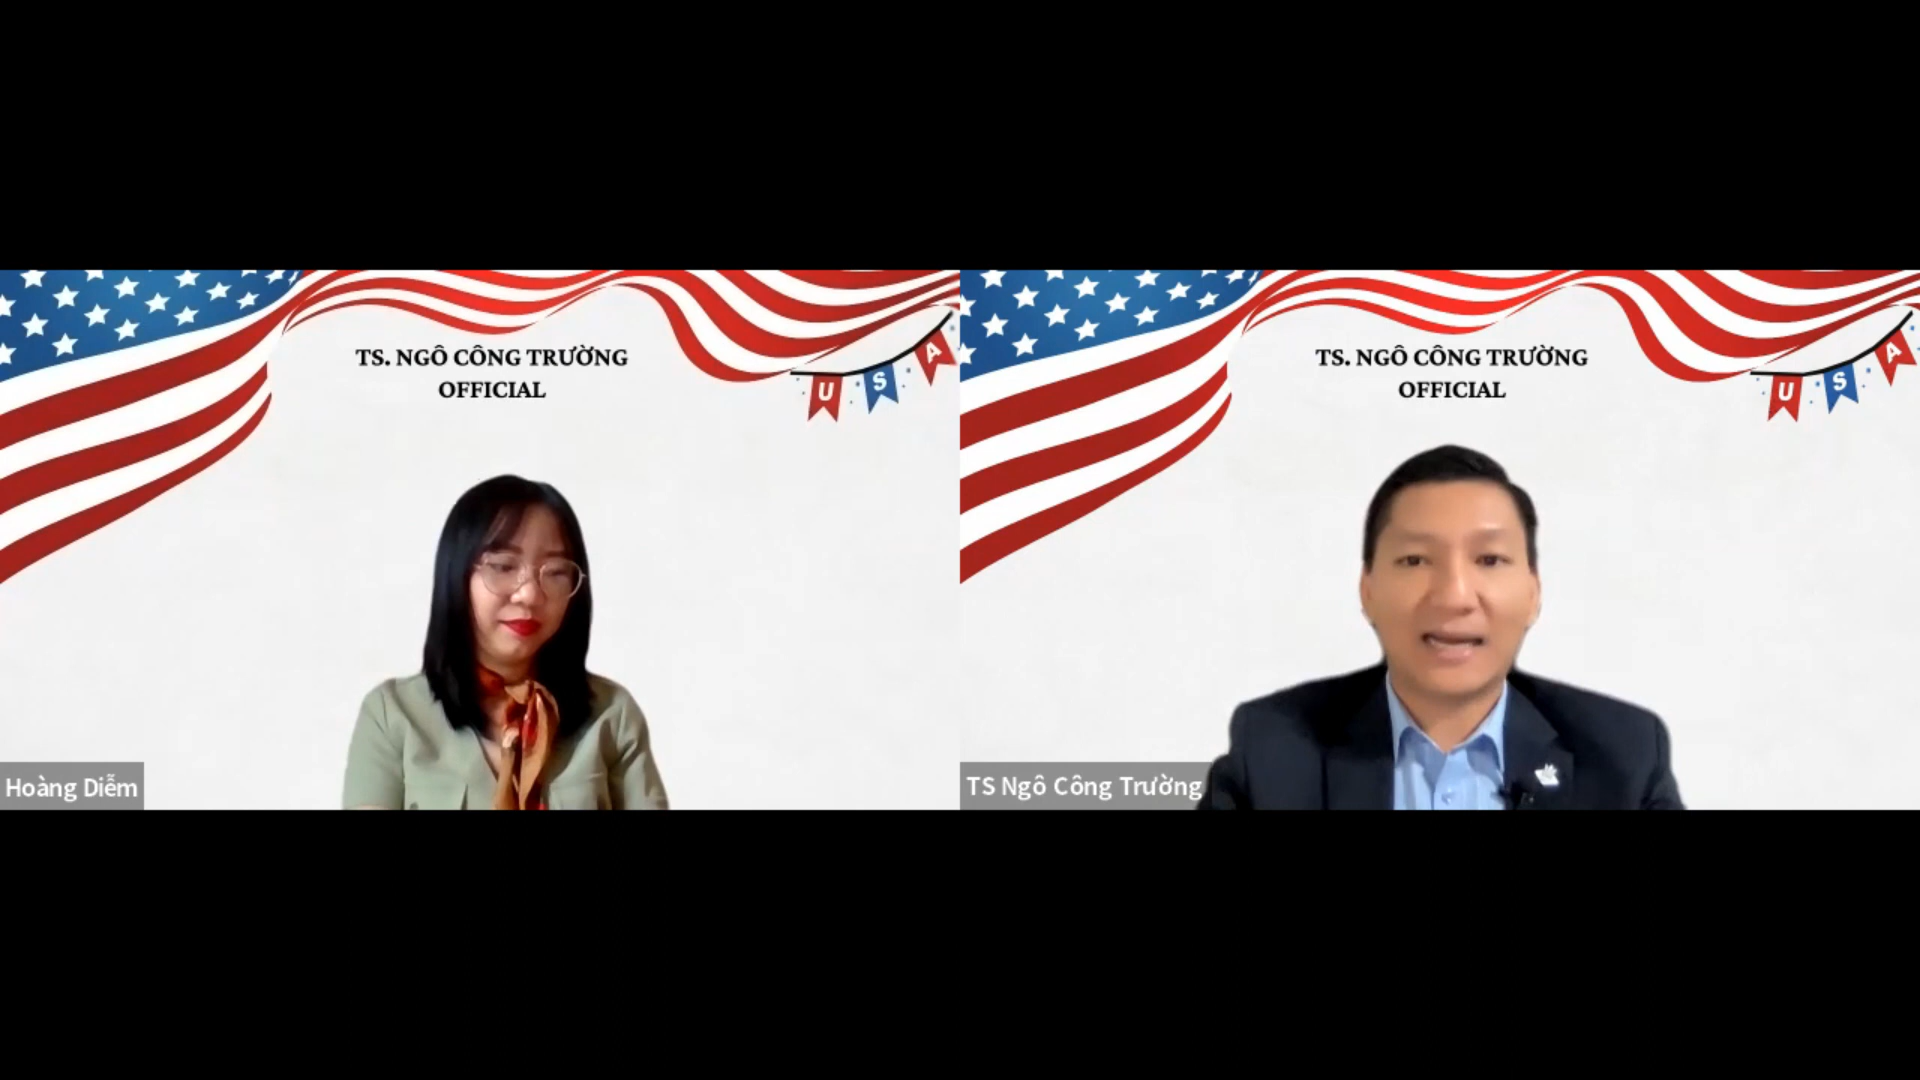 TS. NGÔ CÔNG TRƯỜNG
OFFICIAL
U S A
Hoàng Diễm
TS. NGÔ CÔNG TRƯỜNG
OFFICIAL
U S A
TS Ngô Công Trường